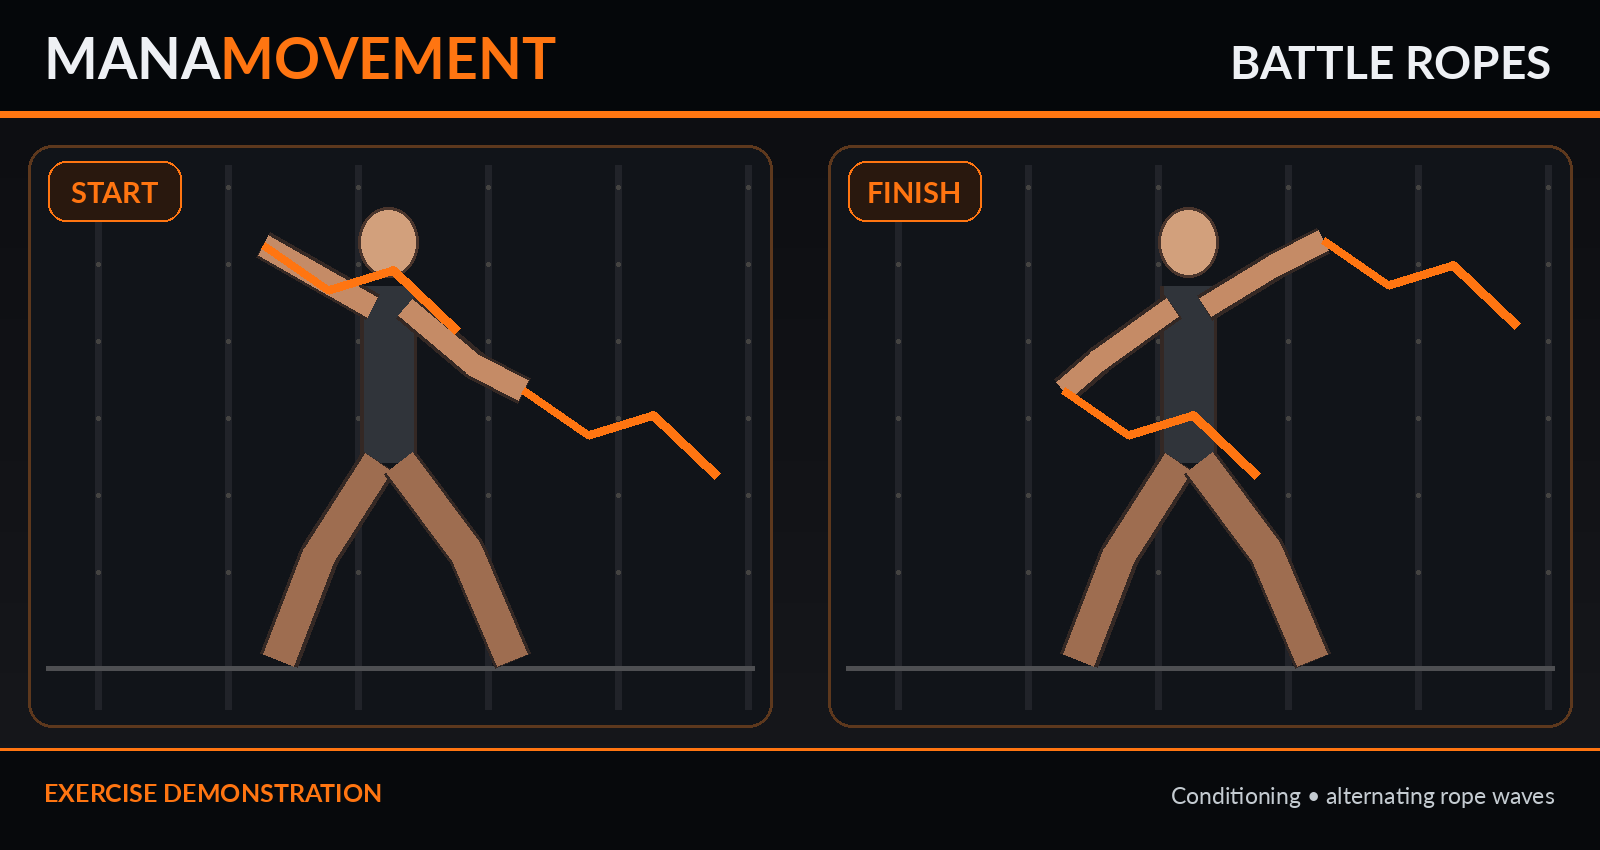 MANAMOVEMENT
BATTLE ROPES
START
FINISH
EXERCISE DEMONSTRATION
Conditioning • alternating rope waves